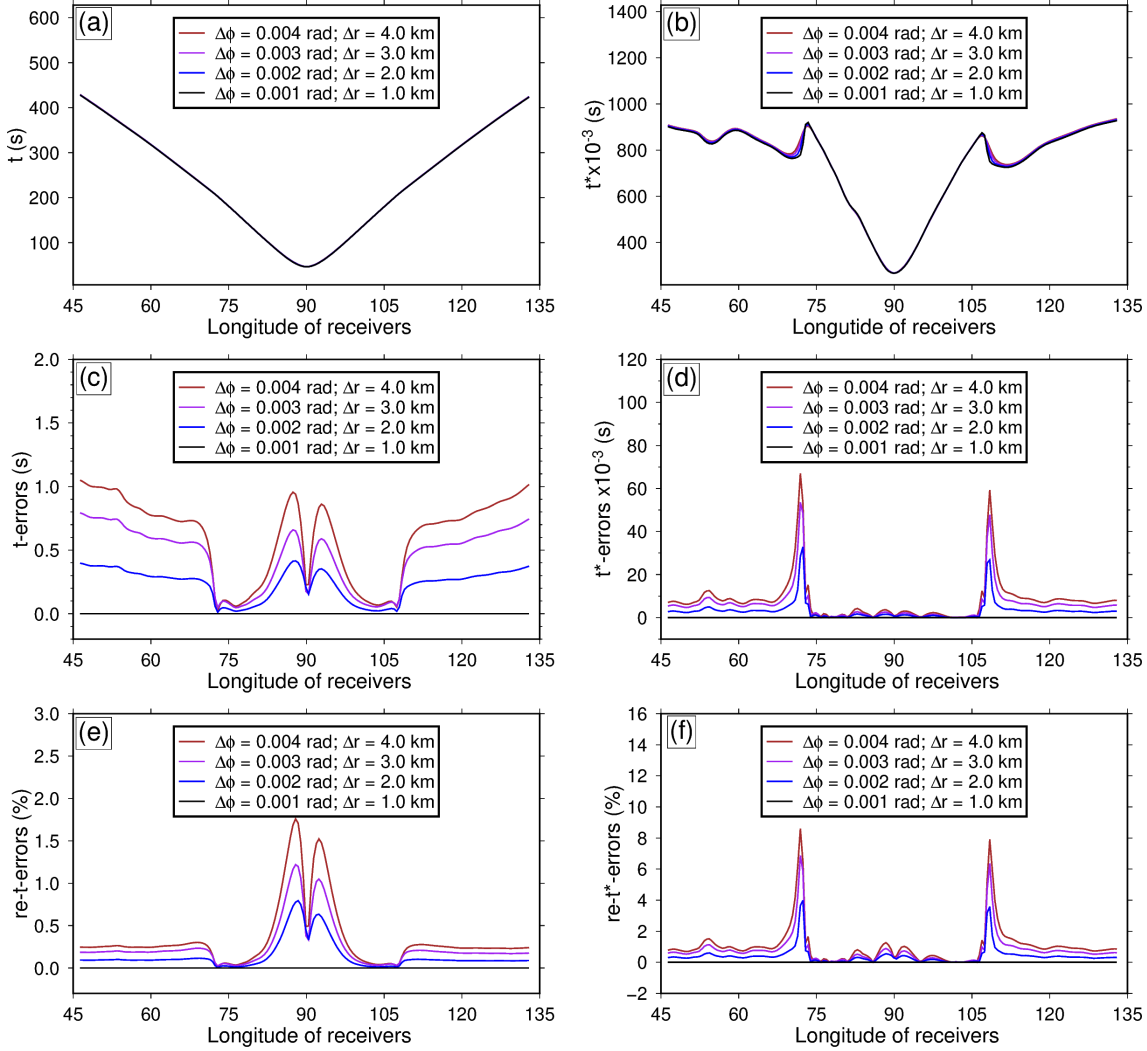 (a)
Δϕ = 0.004 rad; Δr = 4.0 km
Δϕ = 0.003 rad; Δr = 3.0 km
Δϕ = 0.002 rad; Δr = 2.0 km
Δϕ = 0.001 rad; Δr = 1.0 km
t (s)
600
500
400
300
200
100
45 60 75 90 105 120 135
Longitude of receivers
(b)
Δϕ = 0.004 rad; Δr = 4.0 km
Δϕ = 0.003 rad; Δr = 3.0 km
Δϕ = 0.002 rad; Δr = 2.0 km
Δϕ = 0.001 rad; Δr = 1.0 km
t*x10-3 (s)
1400
1200
1000
800
600
400
45 60 75 90 105 120 135
Longutide of receivers
(c)
Δϕ = 0.004 rad; Δr = 4.0 km
Δϕ = 0.003 rad; Δr = 3.0 km
Δϕ = 0.002 rad; Δr = 2.0 km
Δϕ = 0.001 rad; Δr = 1.0 km
t-errors (s)
2.0
1.5
1.0
0.5
0.0
45 60 75 90 105 120 135
Longitude of receivers
(d)
Δϕ = 0.004 rad; Δr = 4.0 km
Δϕ = 0.003 rad; Δr = 3.0 km
Δϕ = 0.002 rad; Δr = 2.0 km
Δϕ = 0.001 rad; Δr = 1.0 km
t*-errors x10-3 (s)
120
100
80
60
40
20
0
45 60 75 90 105 120 135
Longitude of receivers
(e)
Δϕ = 0.004 rad; Δr = 4.0 km
Δϕ = 0.003 rad; Δr = 3.0 km
Δϕ = 0.002 rad; Δr = 2.0 km
Δϕ = 0.001 rad; Δr = 1.0 km
re-t-errors (%)
3.0
2.5
2.0
1.5
1.0
0.5
0.0
45 60 75 90 105 120 135
Longitude of receivers
(f)
Δϕ = 0.004 rad; Δr = 4.0 km
Δϕ = 0.003 rad; Δr = 3.0 km
Δϕ = 0.002 rad; Δr = 2.0 km
Δϕ = 0.001 rad; Δr = 1.0 km
re-t*-errors (%)
16
14
12
10
8
6
4
2
0
−2
45 60 75 90 105 120 135
Longitude of receivers